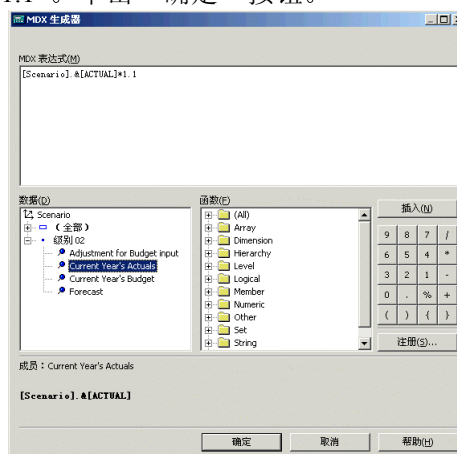 1.1 。单击“确定”按钮。
MDX 生成器
MDX 表达式(M)
[Scenario].&[ACTUAL]*1.1
数据(D)
Scenario
（全部）
级别 02
Adjustment for Budget input
Current Year's Actuals
Current Year's Budget
Forecast
函数(F)
(All)
Array
Dimension
Hierarchy
Level
Logical
Member
Numeric
Other
Set
String
插入(N)
9 8 7 /
6 5 4 *
3 2 1 -
0 . % +
( ) { }
注册(S)...
成员：Current Year's Actuals
[Scenario].&[ACTUAL]
确定 取消 帮助(H)